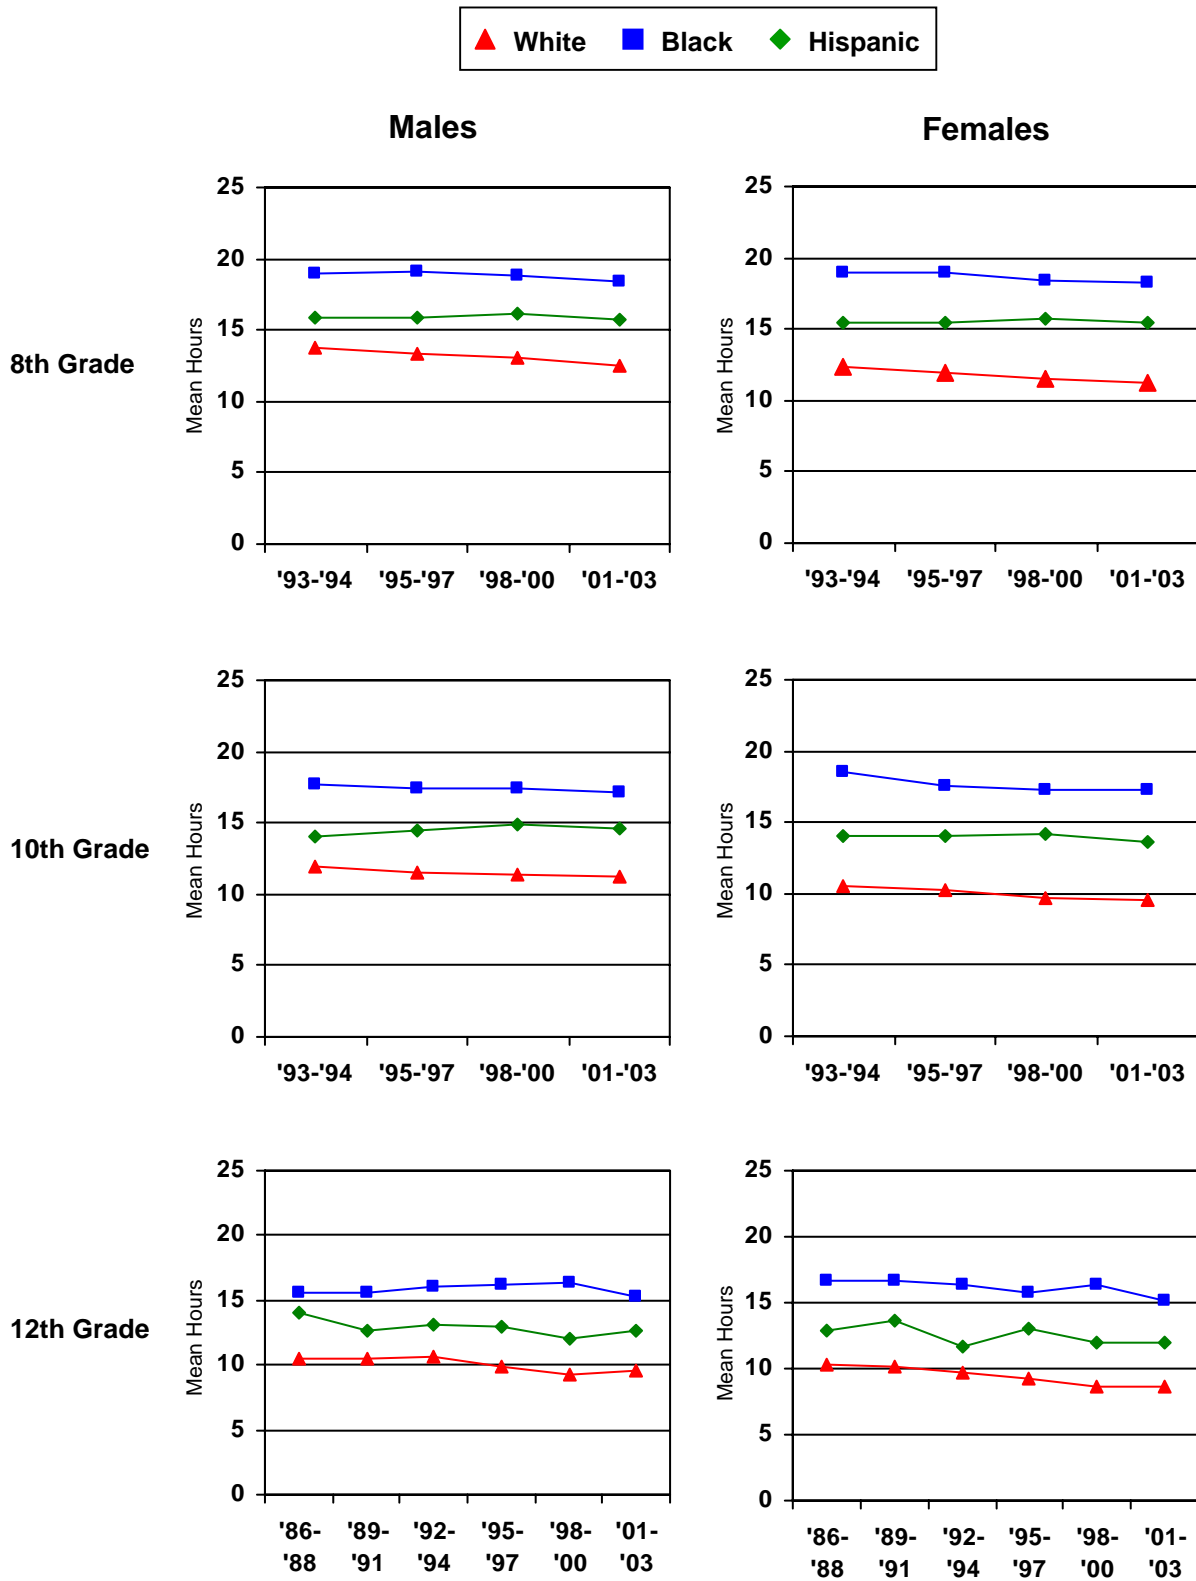 White Black Hispanic
Males
Females
8th Grade
Mean Hours
25
20
15
10
5
0
'93-'94 '95-'97 '98-'00 '01-'03
Mean Hours
25
20
15
10
5
0
'93-'94 '95-'97 '98-'00 '01-'03
10th Grade
Mean Hours
25
20
15
10
5
0
'93-'94 '95-'97 '98-'00 '01-'03
Mean Hours
25
20
15
10
5
0
'93-'94 '95-'97 '98-'00 '01-'03
12th Grade
Mean Hours
25
20
15
10
5
0
'86- '89- '92- '95- '98- '01-
'88 '91 '94 '97 '00 '03
Mean Hours
25
20
15
10
5
0
'86- '89- '92- '95- '98- '01-
'88 '91 '94 '97 '00 '03